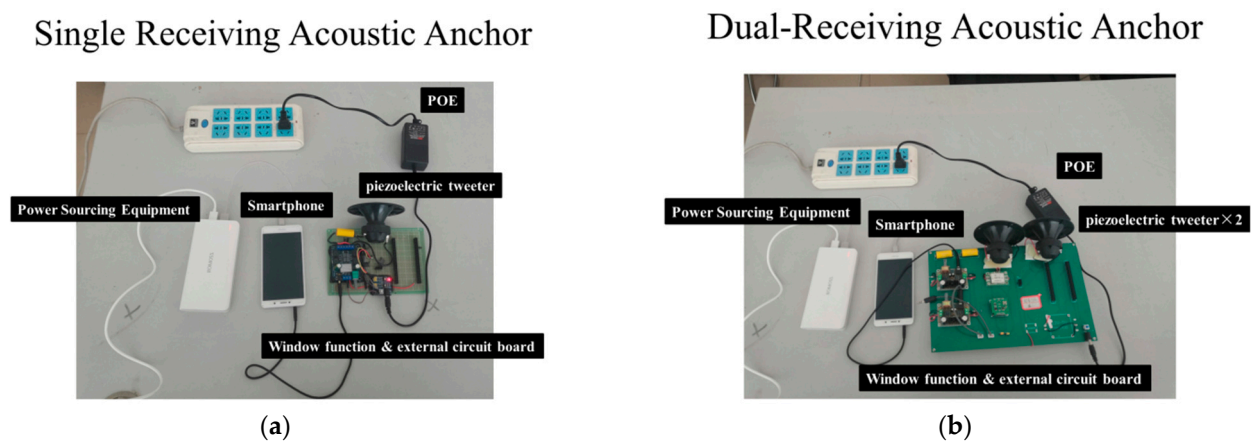 Single Receiving Acoustic Anchor
POE
piezoelectric tweeter
Smartphone
Power Sourcing Equipment
Window function & external circuit board
(a)
Dual-Receiving Acoustic Anchor
POE
piezoelectric tweeter×2
Smartphone
Power Sourcing Equipment
Window function & external circuit board
(b)